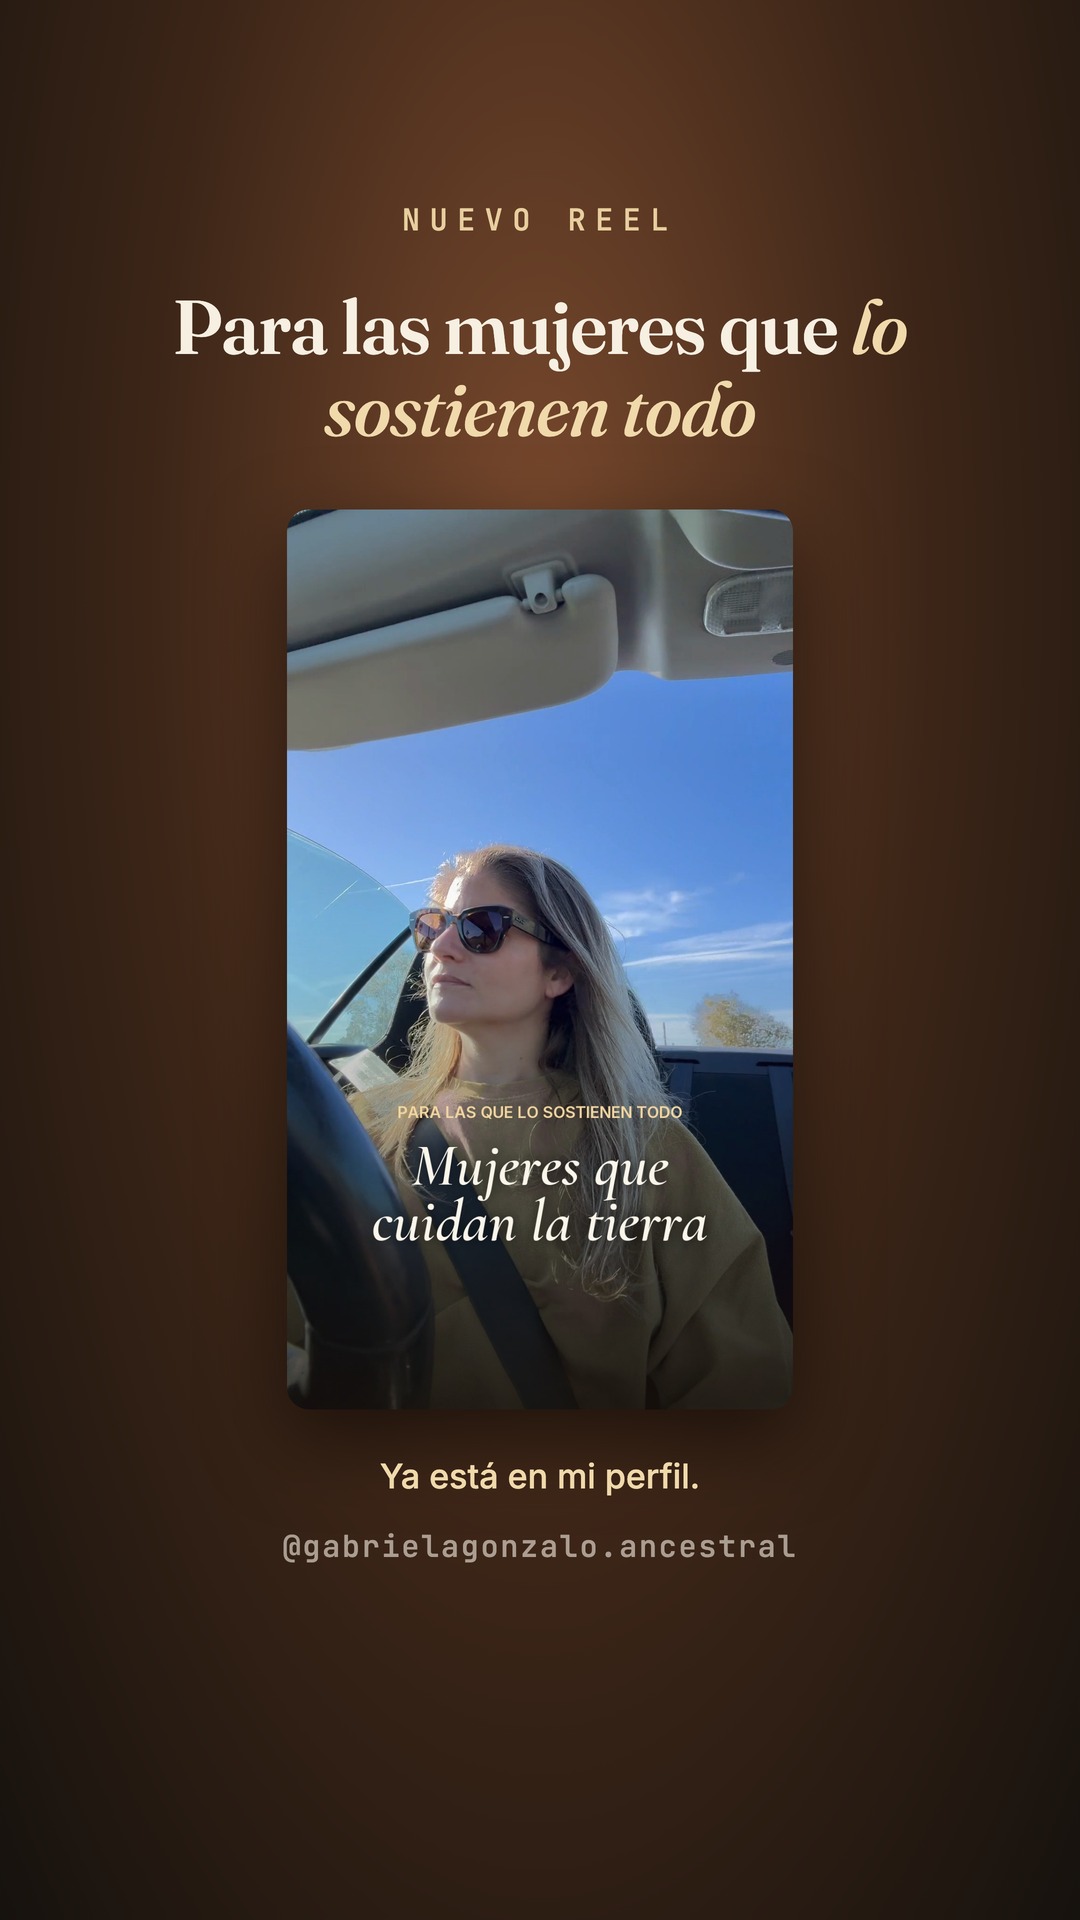 NUEVO REEL
Para las mujeres que lo
sostienen todo
PARA LAS QUE LO SOSTIENEN TODO
Mujeres que
cuidan la tierra
Ya está en mi perfil.
@gabrielagonzalo.ancestral